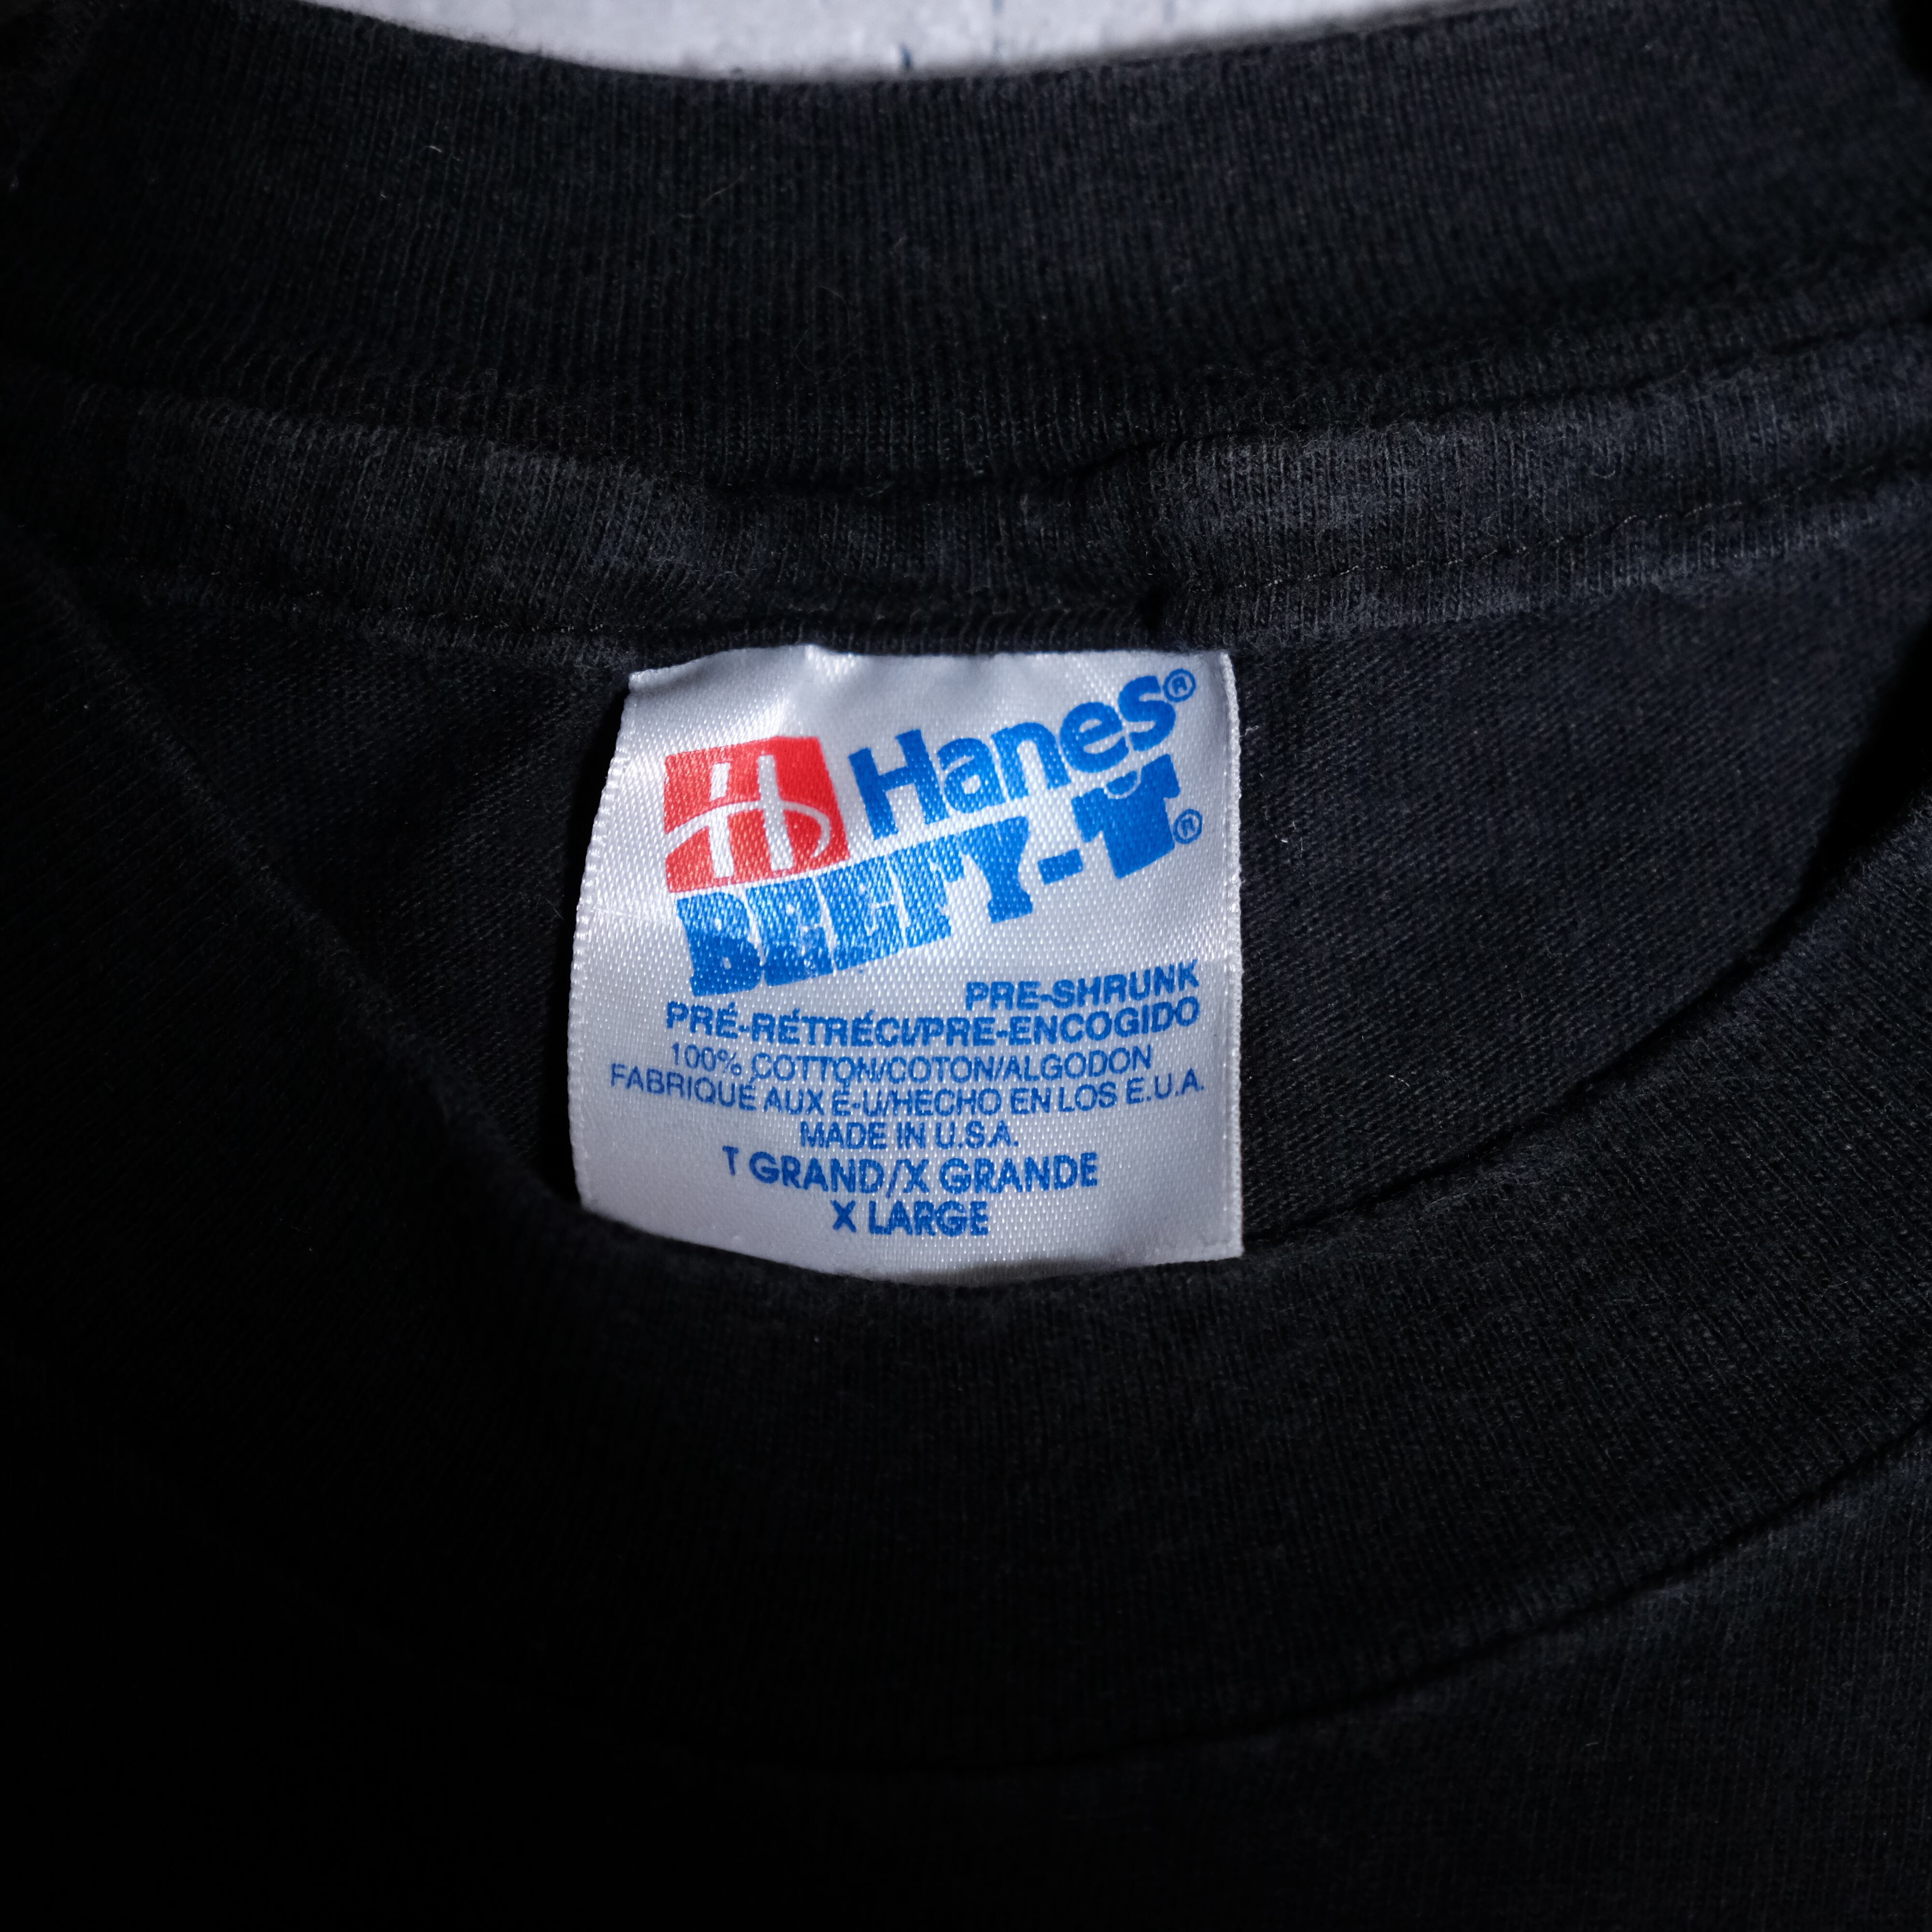 Hanes®
BEEFY-T®
PRE-SHRUNK
PRÉ-RÉTRÉCI/PRE-ENCOGIDO
100% COTTON/COTON/ALGODON
FABRIQUÉ AUX É-U/HECHO EN LOS E.U.A.
MADE IN U.S.A.
T GRAND/X GRANDE
X LARGE